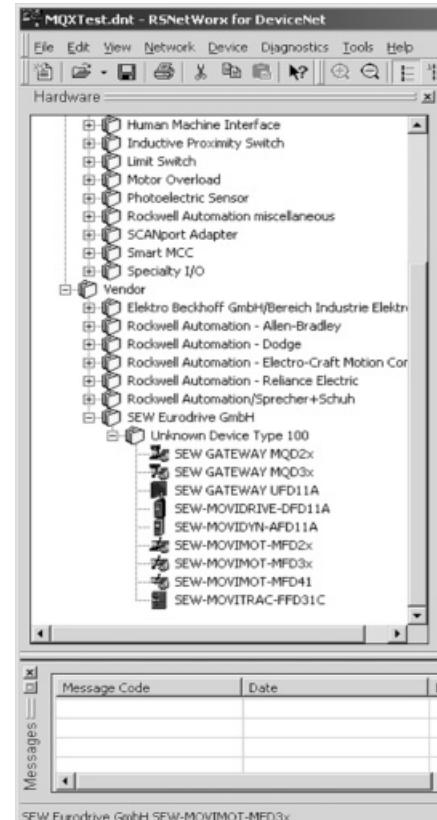 MQXTest.dnt - RSNetWorx for DeviceNet
File Edit View Network Device Diagnostics Tools Help
Hardware
Human Machine Interface
Inductive Proximity Switch
Limit Switch
Motor Overload
Photoelectric Sensor
Rockwell Automation miscellaneous
SCANport Adapter
Smart MCC
Specialty I/O
Vendor
Elektro Beckhoff GmbH/Bereich Industrie Elektr
Rockwell Automation - Allen-Bradley
Rockwell Automation - Dodge
Rockwell Automation - Electro-Craft Motion Cor
Rockwell Automation - Reliance Electric
Rockwell Automation/Sprecher+Schuh
SEW Eurodrive GmbH
Unknown Device Type 100
SEW GATEWAY MQD2x
SEW GATEWAY MQD3x
SEW GATEWAY UFD11A
SEW-MOVIDRIVE-DFD11A
SEW-MOVIDYN-AFD11A
SEW-MOVIMOT-MFD2x
SEW-MOVIMOT-MFD3x
SEW-MOVIMOT-MFD41
SEW-MOVITRAC-FFD31C
Messages
Message Code Date
SEW Eurodrive GmbH SEW-MOVIMOT-MFD3x